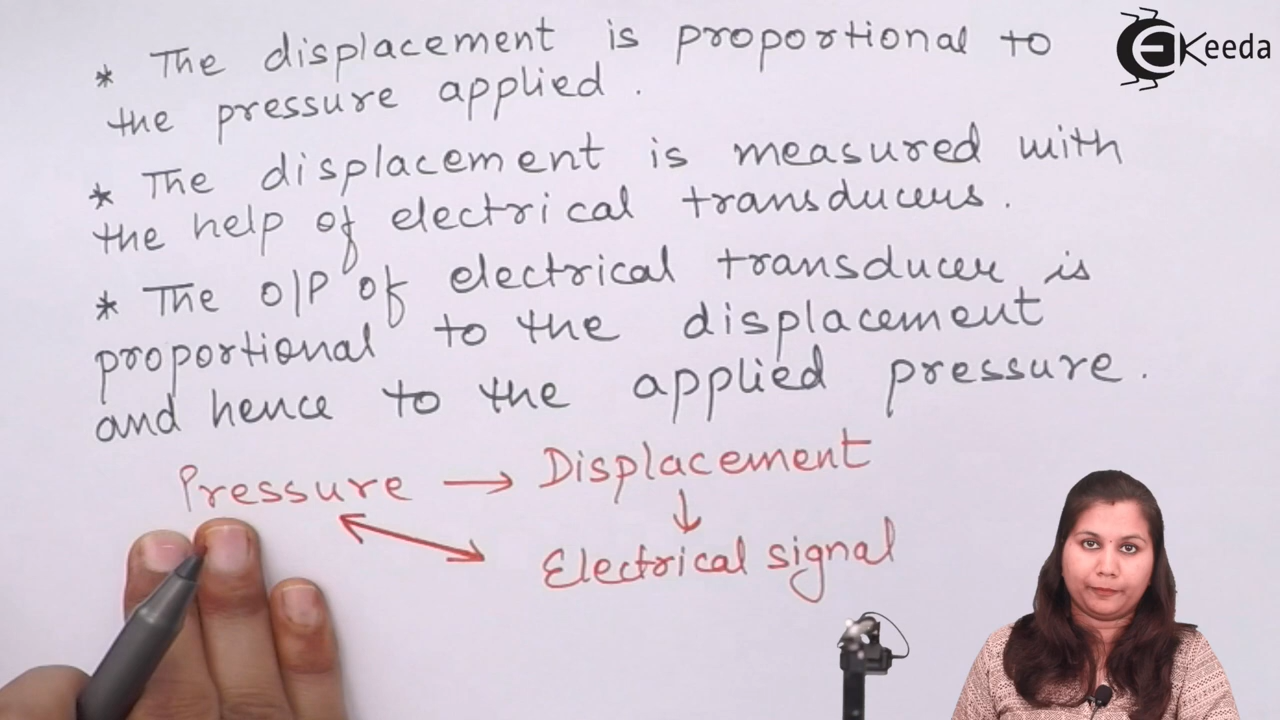 * The displacement is proportional to
the pressure applied.
* The displacement is measured with
the help of electrical transducers.
* The O/P of electrical transducer is
proportional to the displacement
and hence to the applied pressure.
Pressure → Displacement
↓
↔ Electrical signal
EKeeda